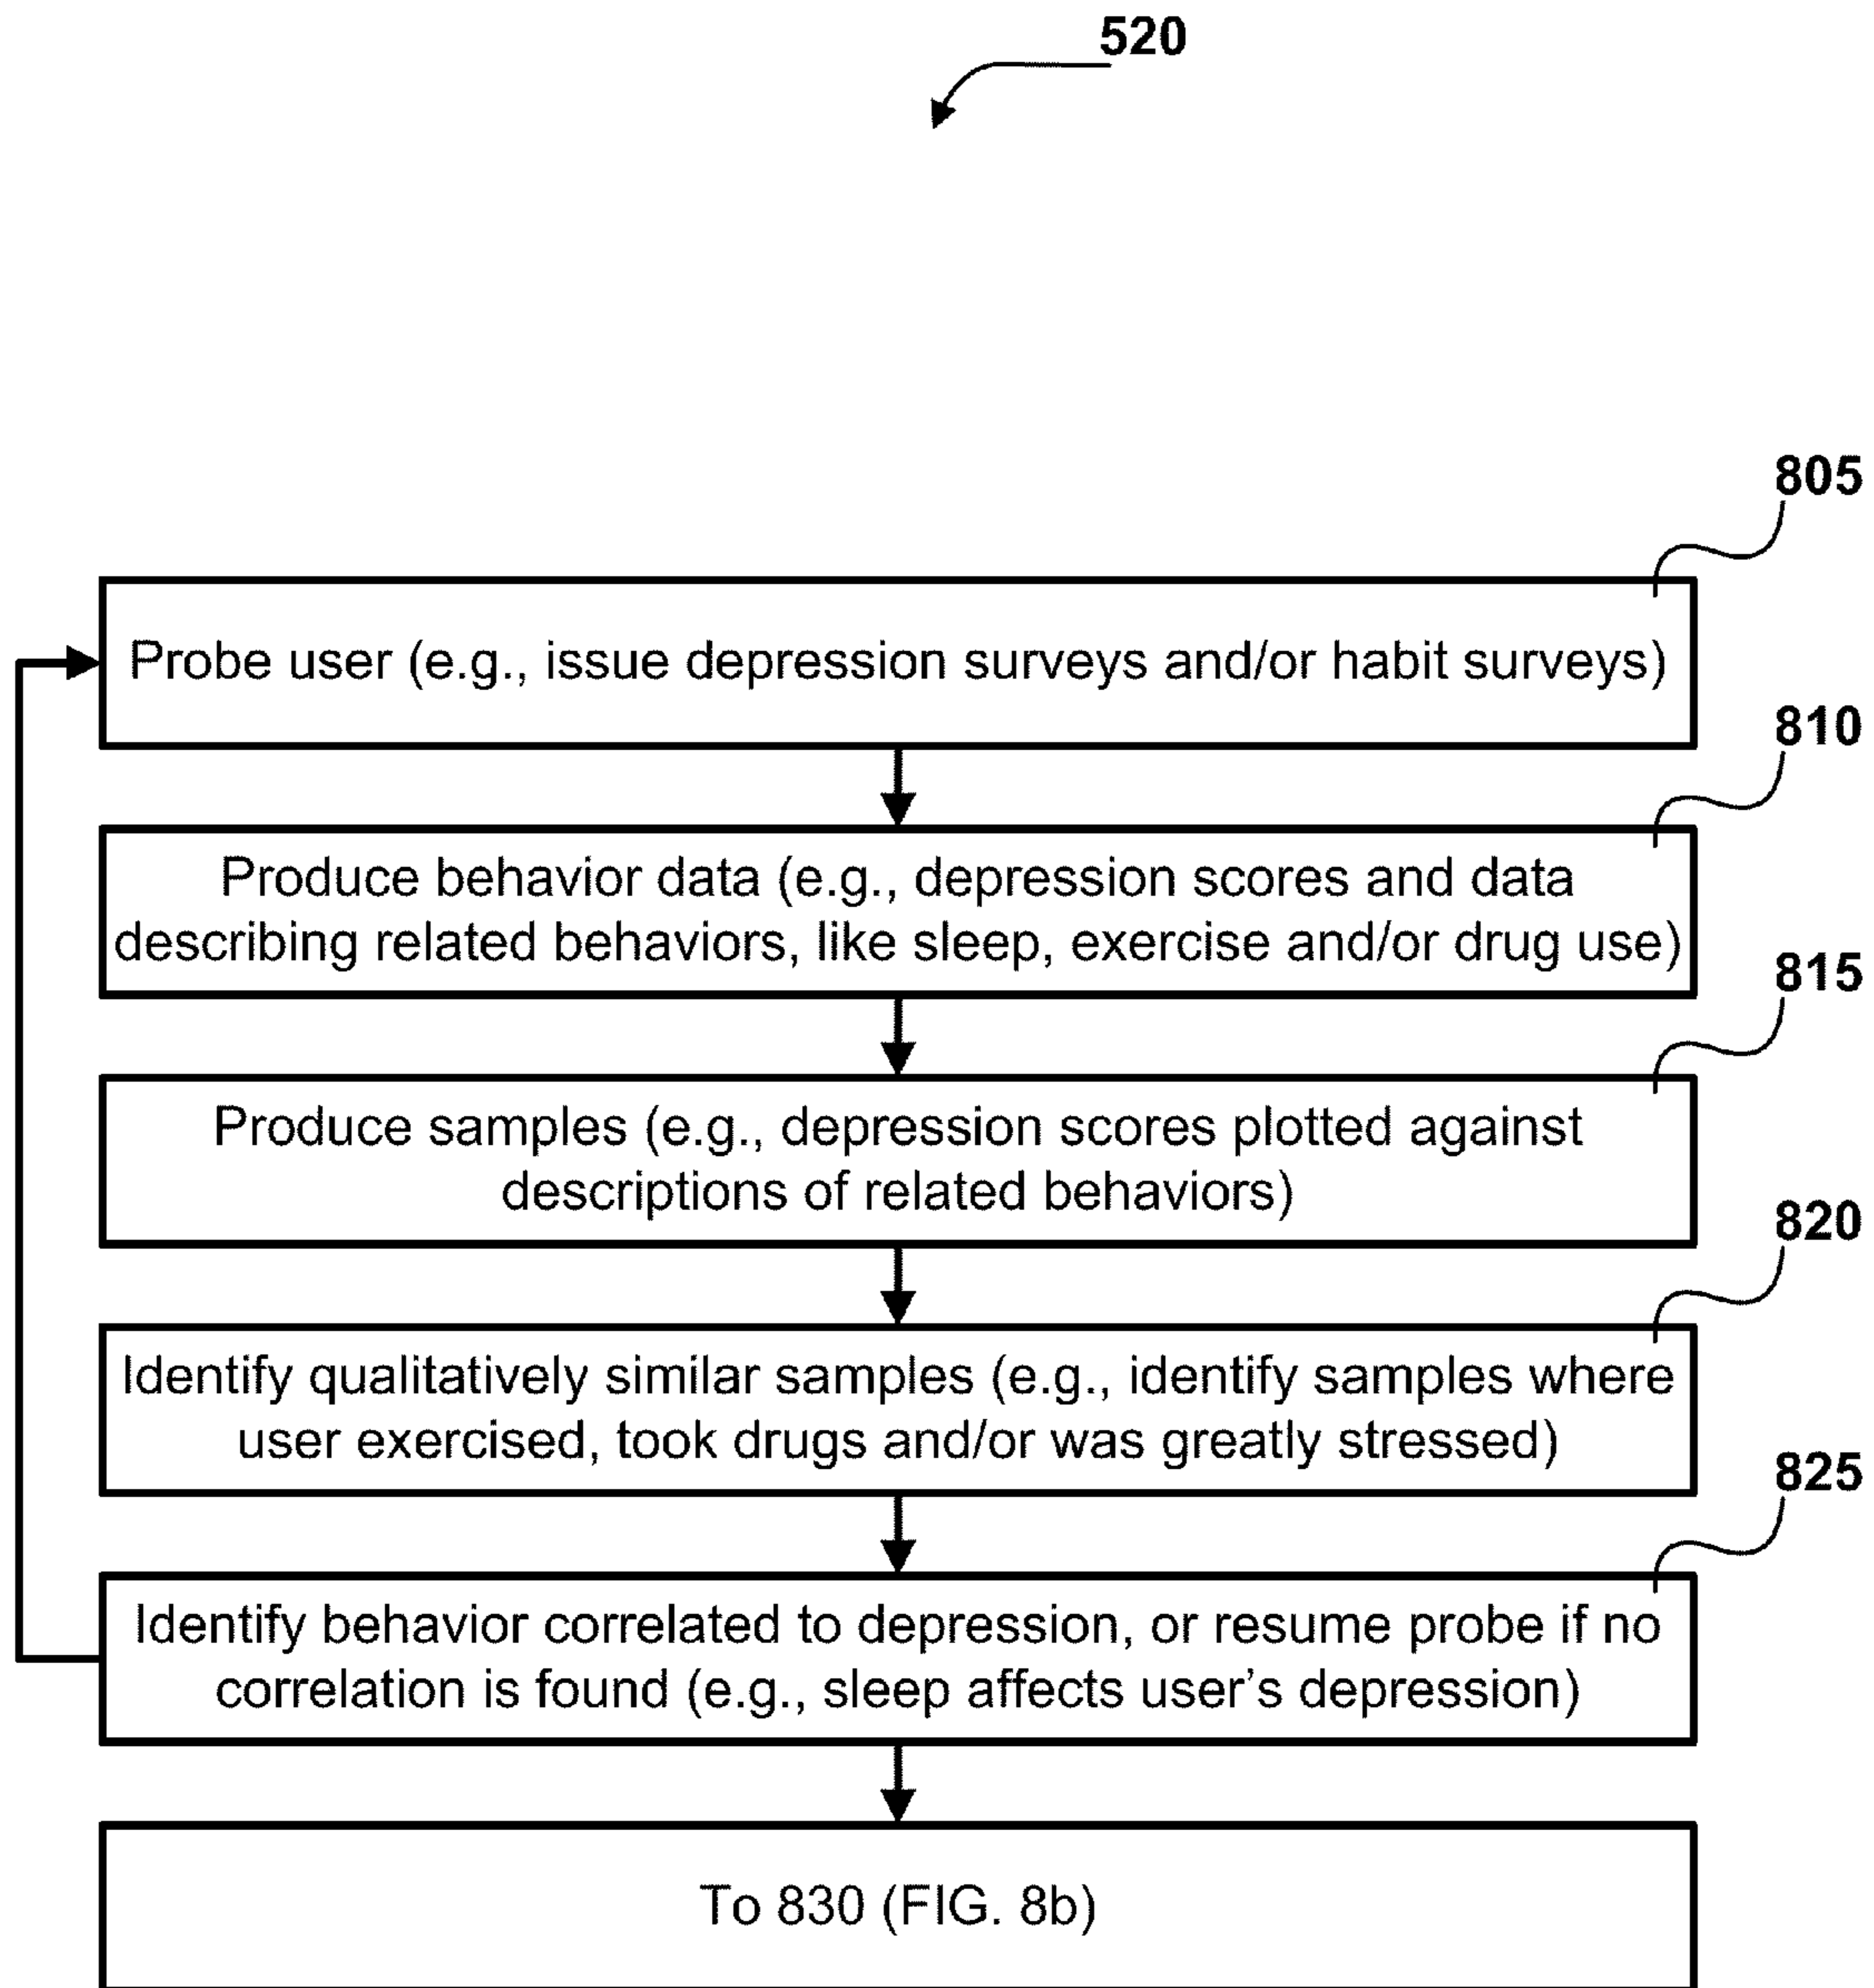 520
805
Probe user (e.g., issue depression surveys and/or habit surveys)
810
Produce behavior data (e.g., depression scores and data
describing related behaviors, like sleep, exercise and/or drug use)
815
Produce samples (e.g., depression scores plotted against
descriptions of related behaviors)
820
Identify qualitatively similar samples (e.g., identify samples where
user exercised, took drugs and/or was greatly stressed)
825
Identify behavior correlated to depression, or resume probe if no
correlation is found (e.g., sleep affects user's depression)
To 830 (FIG. 8b)